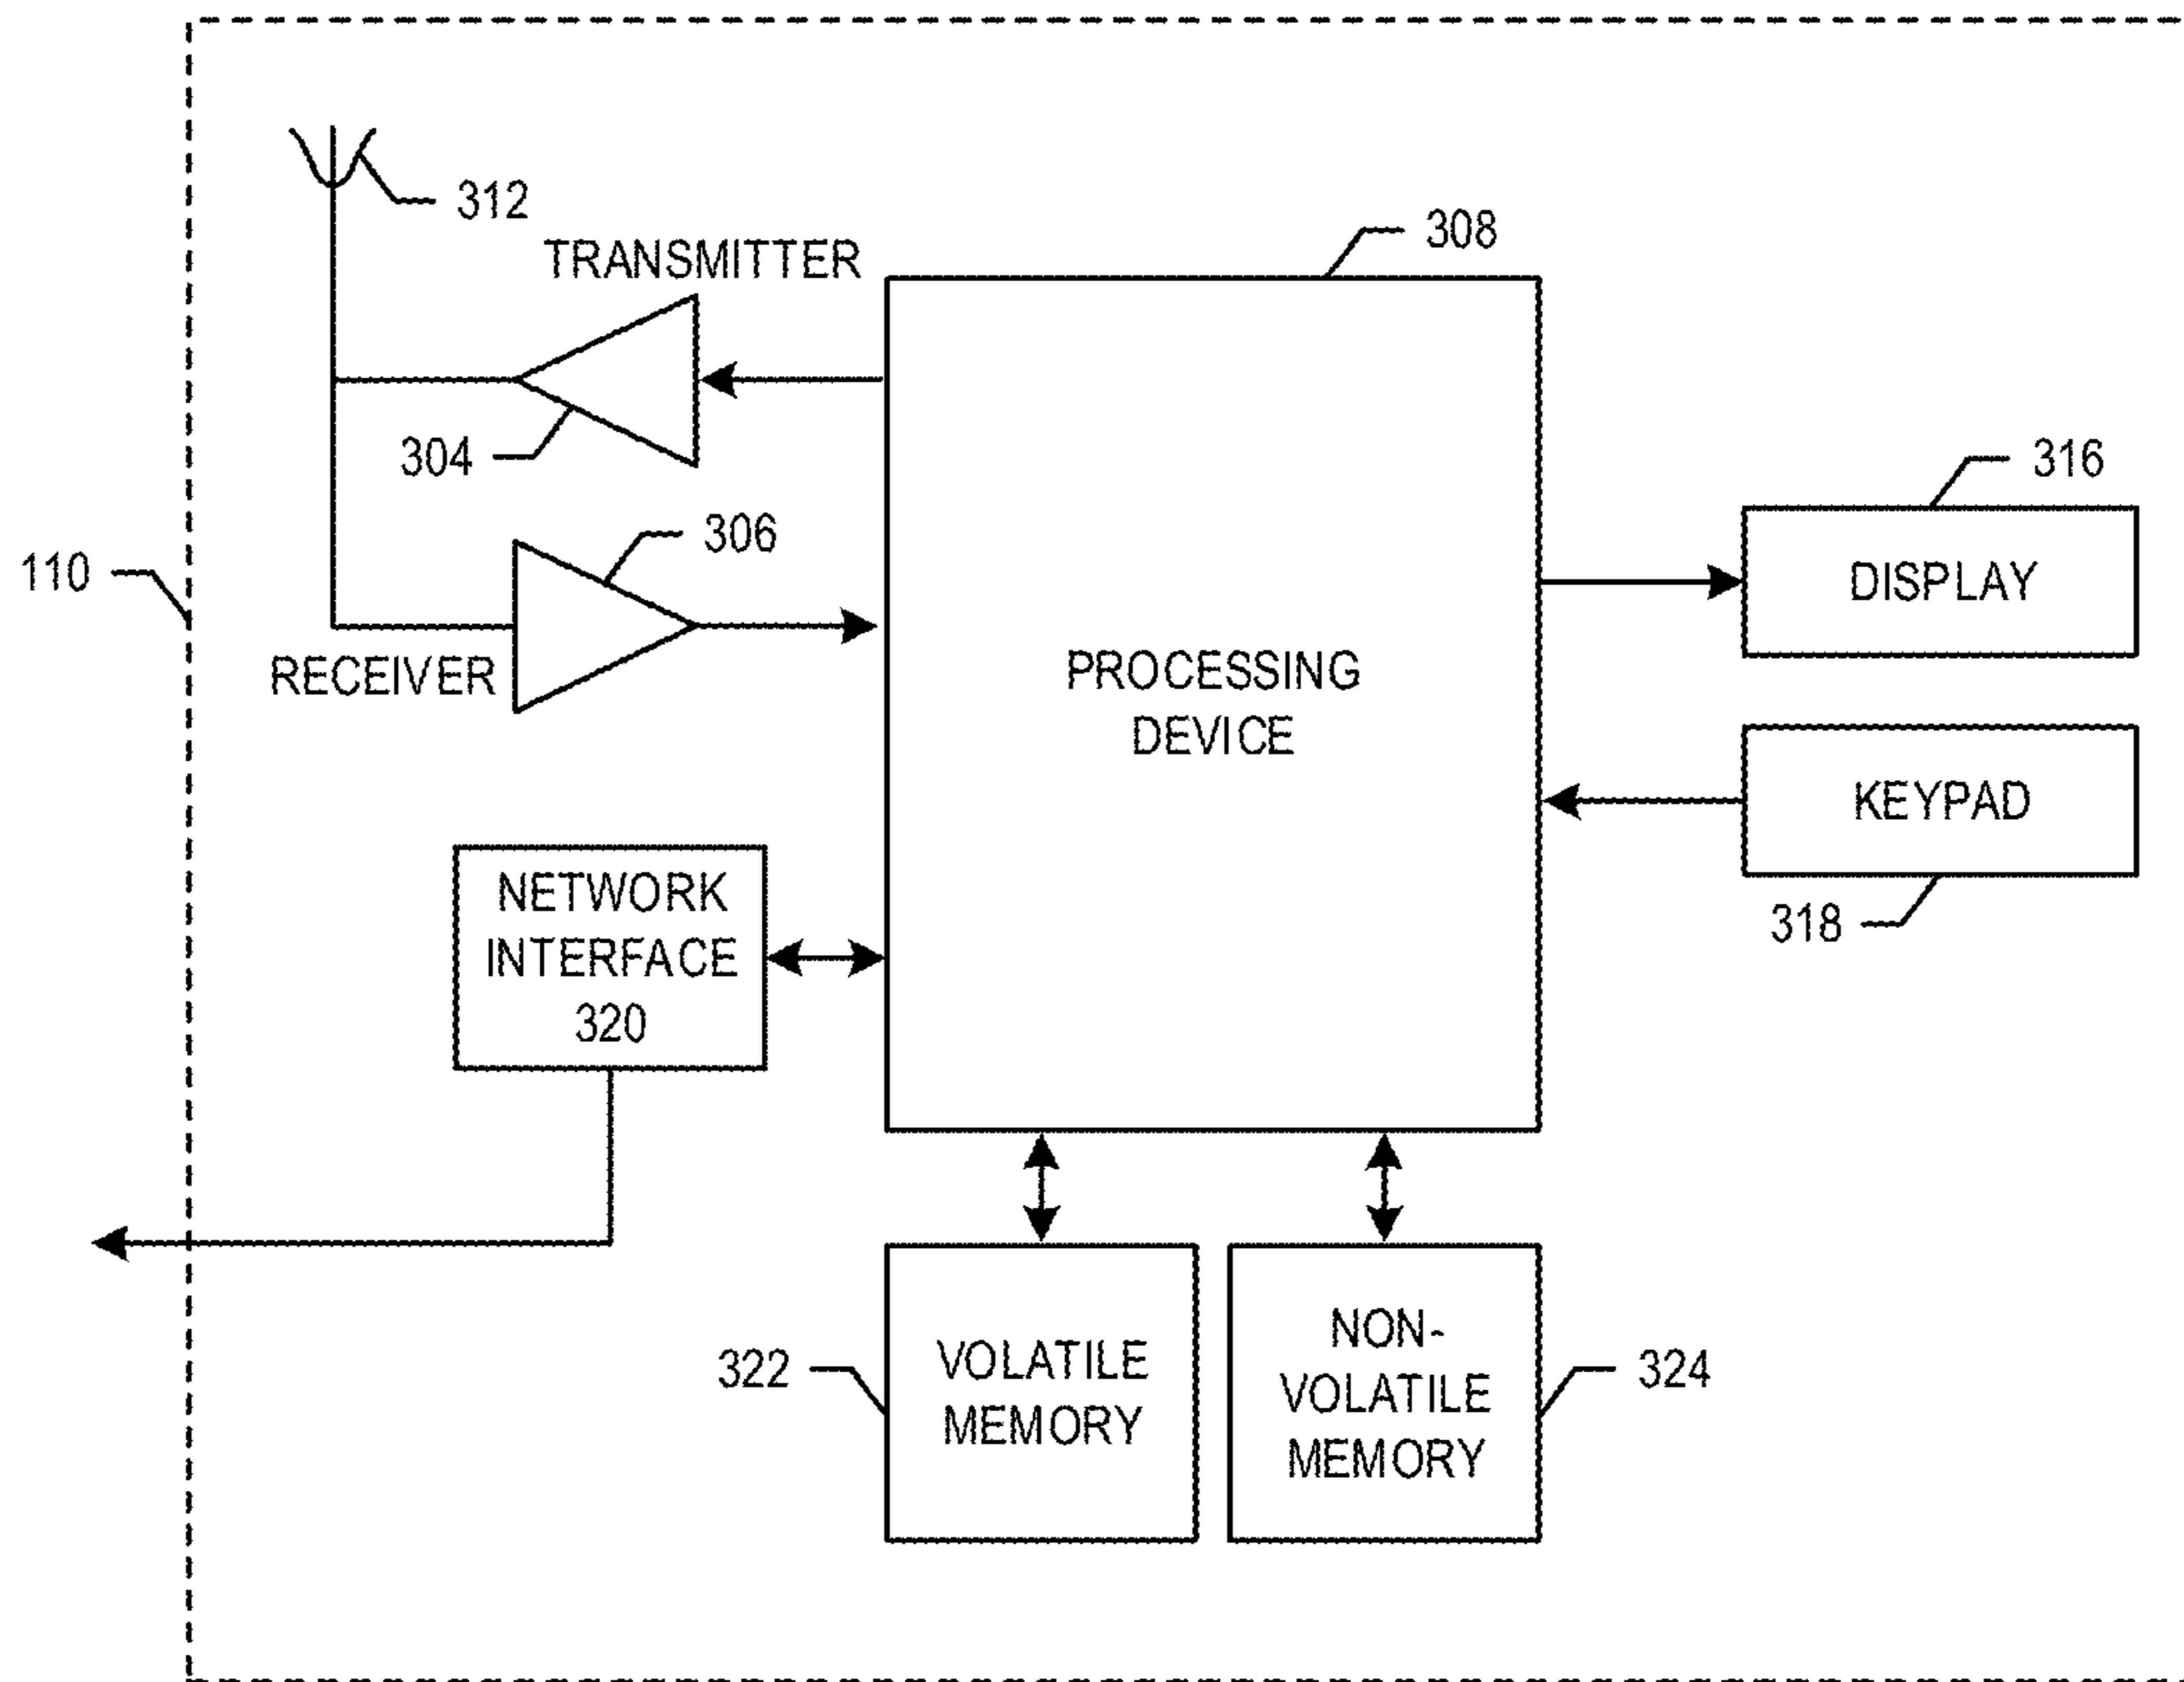 312
308
TRANSMITTER
304
316
306
110
DISPLAY
RECEIVER
PROCESSING
DEVICE
KEYPAD
318
NETWORK
INTERFACE
320
322
VOLATILE
MEMORY
NON-
VOLATILE
MEMORY
324